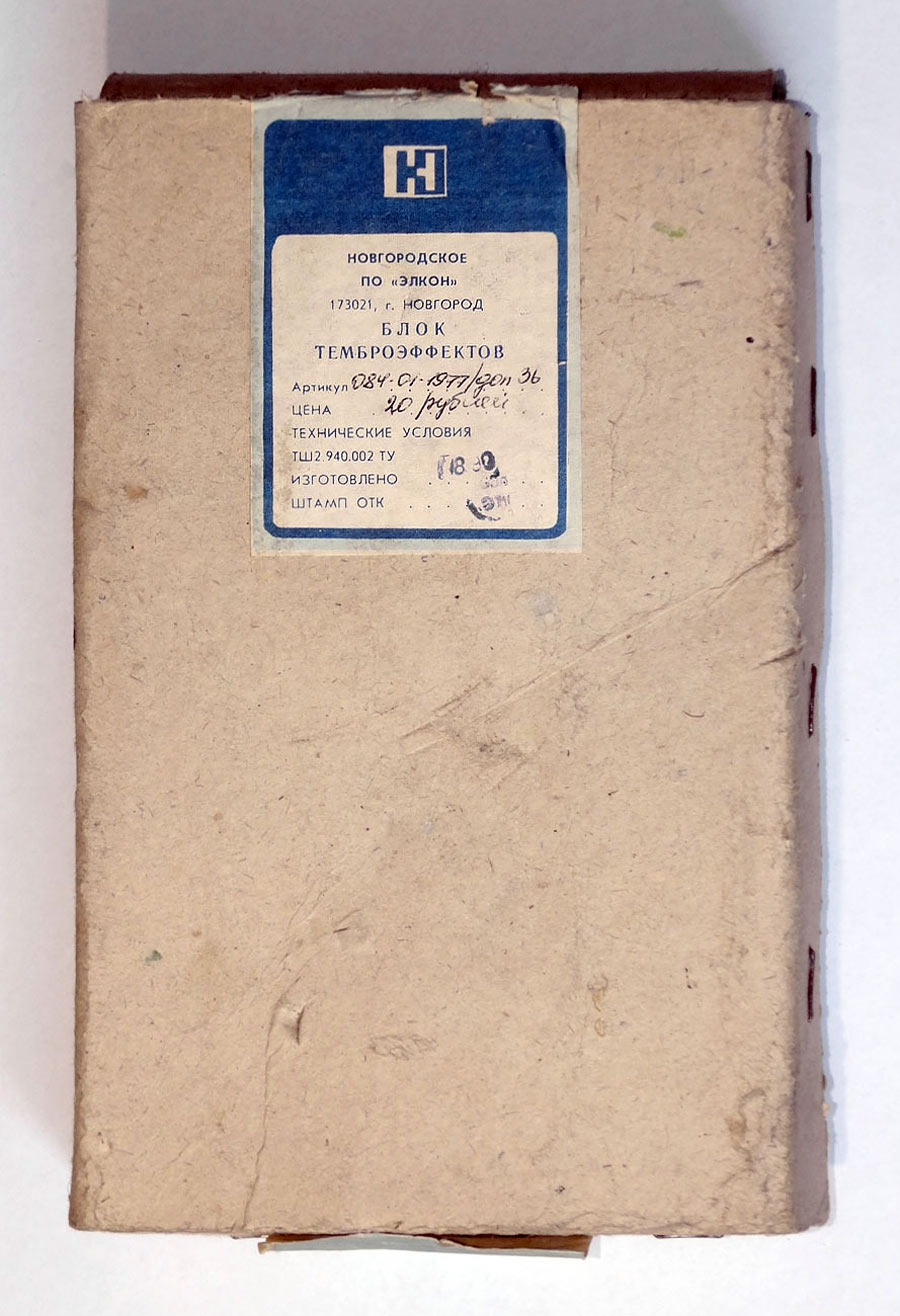 НОВГОРОДСКОЕ
ПО «ЭЛКОН»
173021, г. НОВГОРОД
БЛОК
ТЕМБРОЭФФЕКТОВ
Артикул 084-01-1977/доп 36
ЦЕНА 20 рублей
ТЕХНИЧЕСКИЕ УСЛОВИЯ
ТШ2.940.002 ТУ
ИЗГОТОВЛЕНО
ШТАМП ОТК